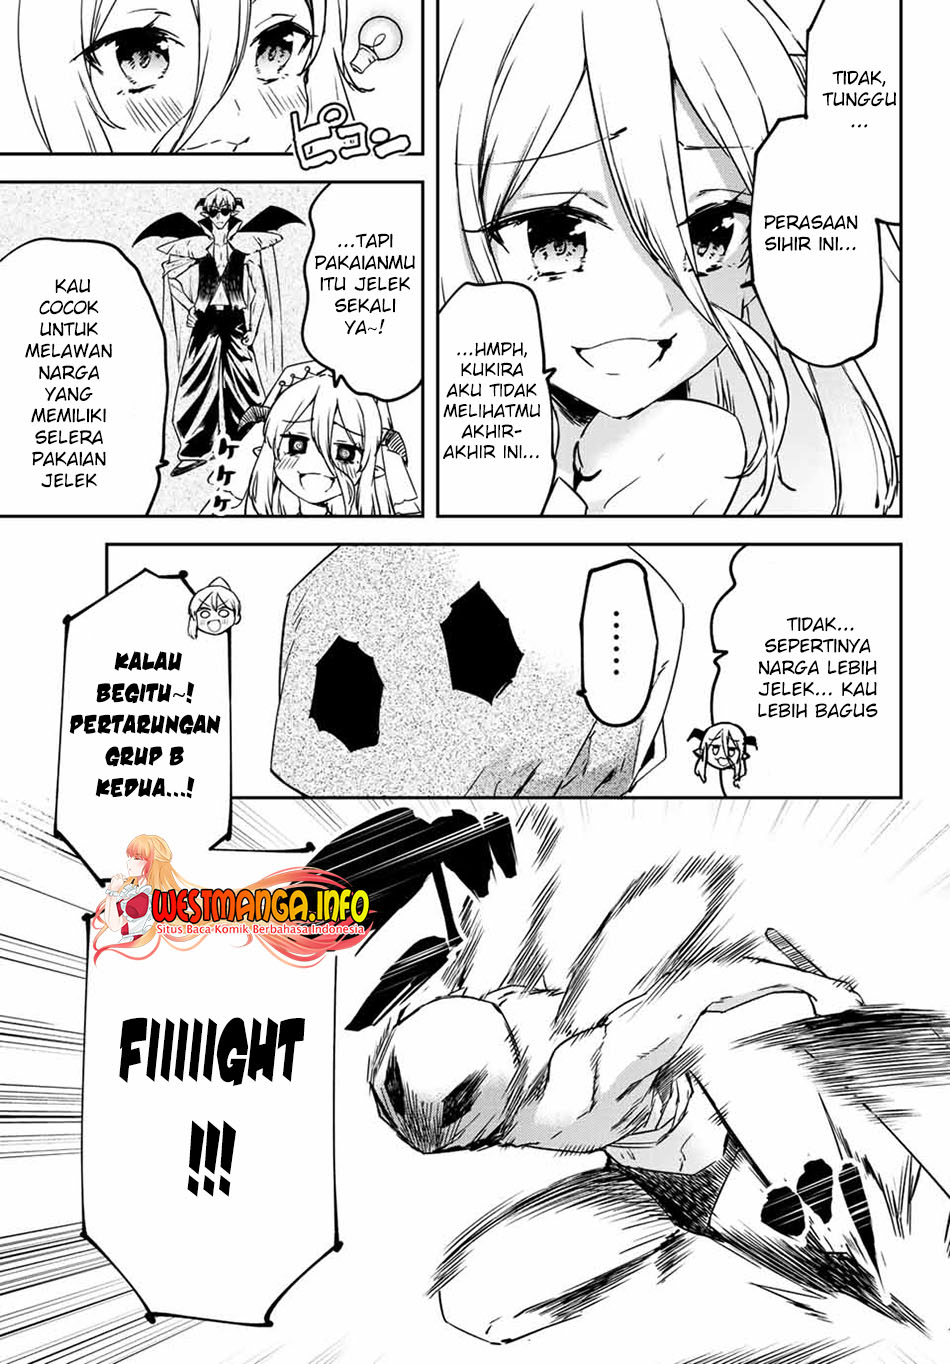 TIDAK,
TUNGGU
...
PERASAAN
SIHIR INI...
...HMPH,
KUKIRA
AKU TIDAK
MELIHATMU
AKHIR-
AKHIR INI...
ピコン
...TAPI
PAKAIANMU
ITU JELEK
SEKALI
YA~!
KAU
COCOK
UNTUK
MELAWAN
NARGA
YANG
MEMILIKI
SELERA
PAKAIAN
JELEK
ケケケ
TIDAK...
SEPERTINYA
NARGA LEBIH
JELEK... KAU
LEBIH BAGUS
......
KALAU
BEGITU~!
PERTARUNGAN
GRUP B
KEDUA...!
WESTMANGA.INFO
Situs Baca Komik Berbahasa Indonesia
FIIIIIGHT
!!!